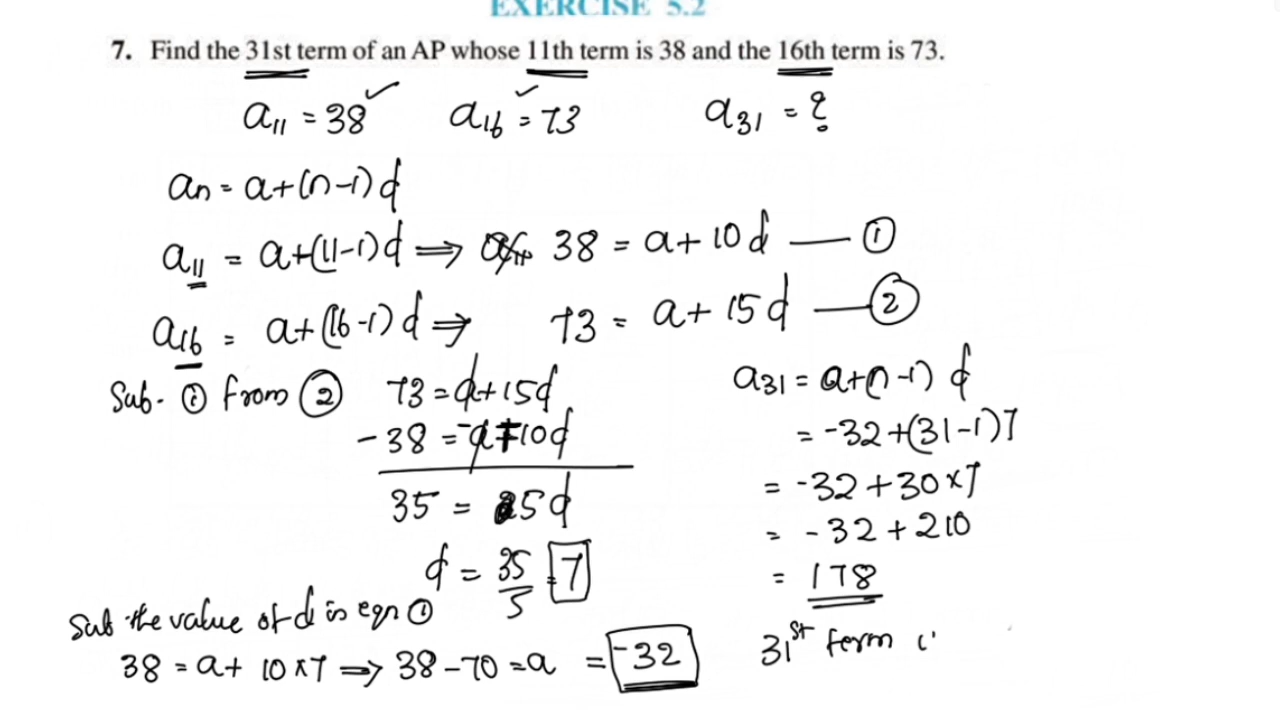 EXERCISE 5.2
7. Find the 31st term of an AP whose 11th term is 38 and the 16th term is 73.
a₁₁ = 38 ✓ a₁₆ = 73 ✓ a₃₁ = ?
aₙ = a+(n-1)d
a₁₁ = a+(11-1)d ⇒ 38 = a+10d — ①
a₁₆ = a+(16-1)d ⇒ 73 = a+15d — ②
Sub. ① from ② 73 = a+15d
-38 = -a+10d
35 = 5d
d = 35/5 = 7
Sub the value of d in eqn ①
38 = a+ 10×7 ⇒ 38-70 = a = -32
a₃₁ = a+(n-1)d
= -32+(31-1)7
= -32+30×7
= -32+210
= 178
31st term i